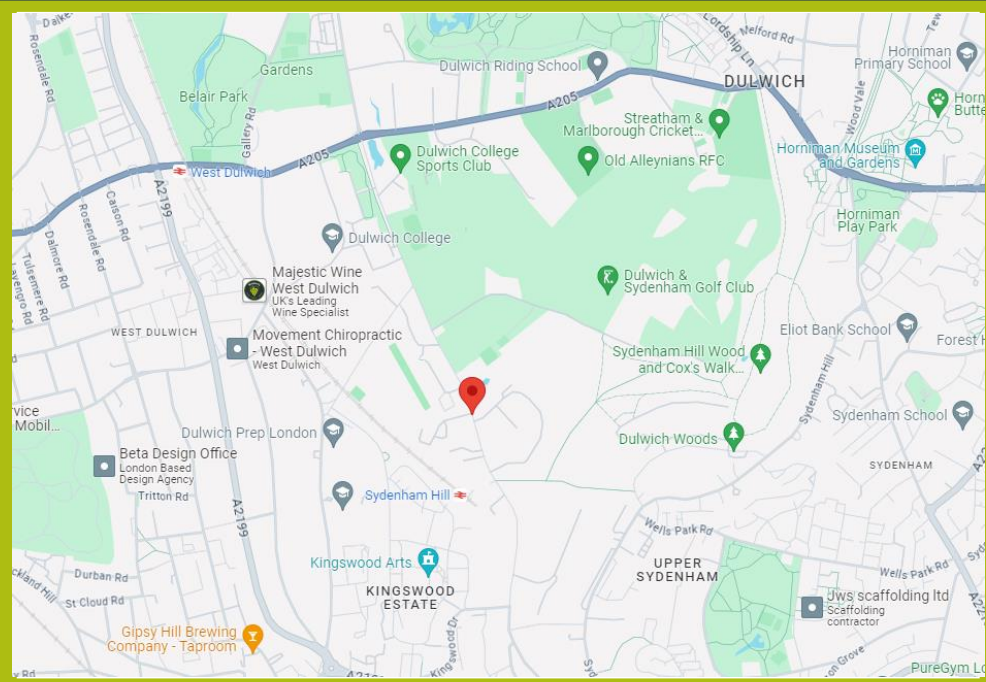 Rosendale Rd
Gardens
Belair Park
Gallery Rd
Dulwich Riding School
Lordship Ln
Melford Rd
DULWICH
Horniman
Primary School
Wood Vale
A205
Streatham &
Marlborough Cricket...
Old Alleynians RFC
Horniman Museum
and Gardens
Horniman
Play Park
A205
West Dulwich
Dulwich College
Sports Club
A2199
Caison Rd
Rosendale Rd
Dalmore Rd
Tulsemere Rd
Dulwich College
Majestic Wine
West Dulwich
UK's Leading
Wine Specialist
Dulwich &
Sydenham Golf Club
WEST DULWICH
Movement Chiropractic
- West Dulwich
West Dulwich
Eliot Bank School
Sydenham Hill Wood
and Cox's Walk...
Sydenham Hill
Sydenham School
Dulwich Prep London
Dulwich Woods
Beta Design Office
London Based
Design Agency
Tritton Rd
SYDENHAM
Sydenham Hill
A2199
Wells Park Rd
Kingswood Arts
UPPER
SYDENHAM
Wells Park Rd
Durban Rd
KINGSWOOD
ESTATE
St Cloud Rd
Jws scaffolding ltd
Scaffolding
contractor
Gipsy Hill Brewing
Company - Taproom
Kingswood Dr